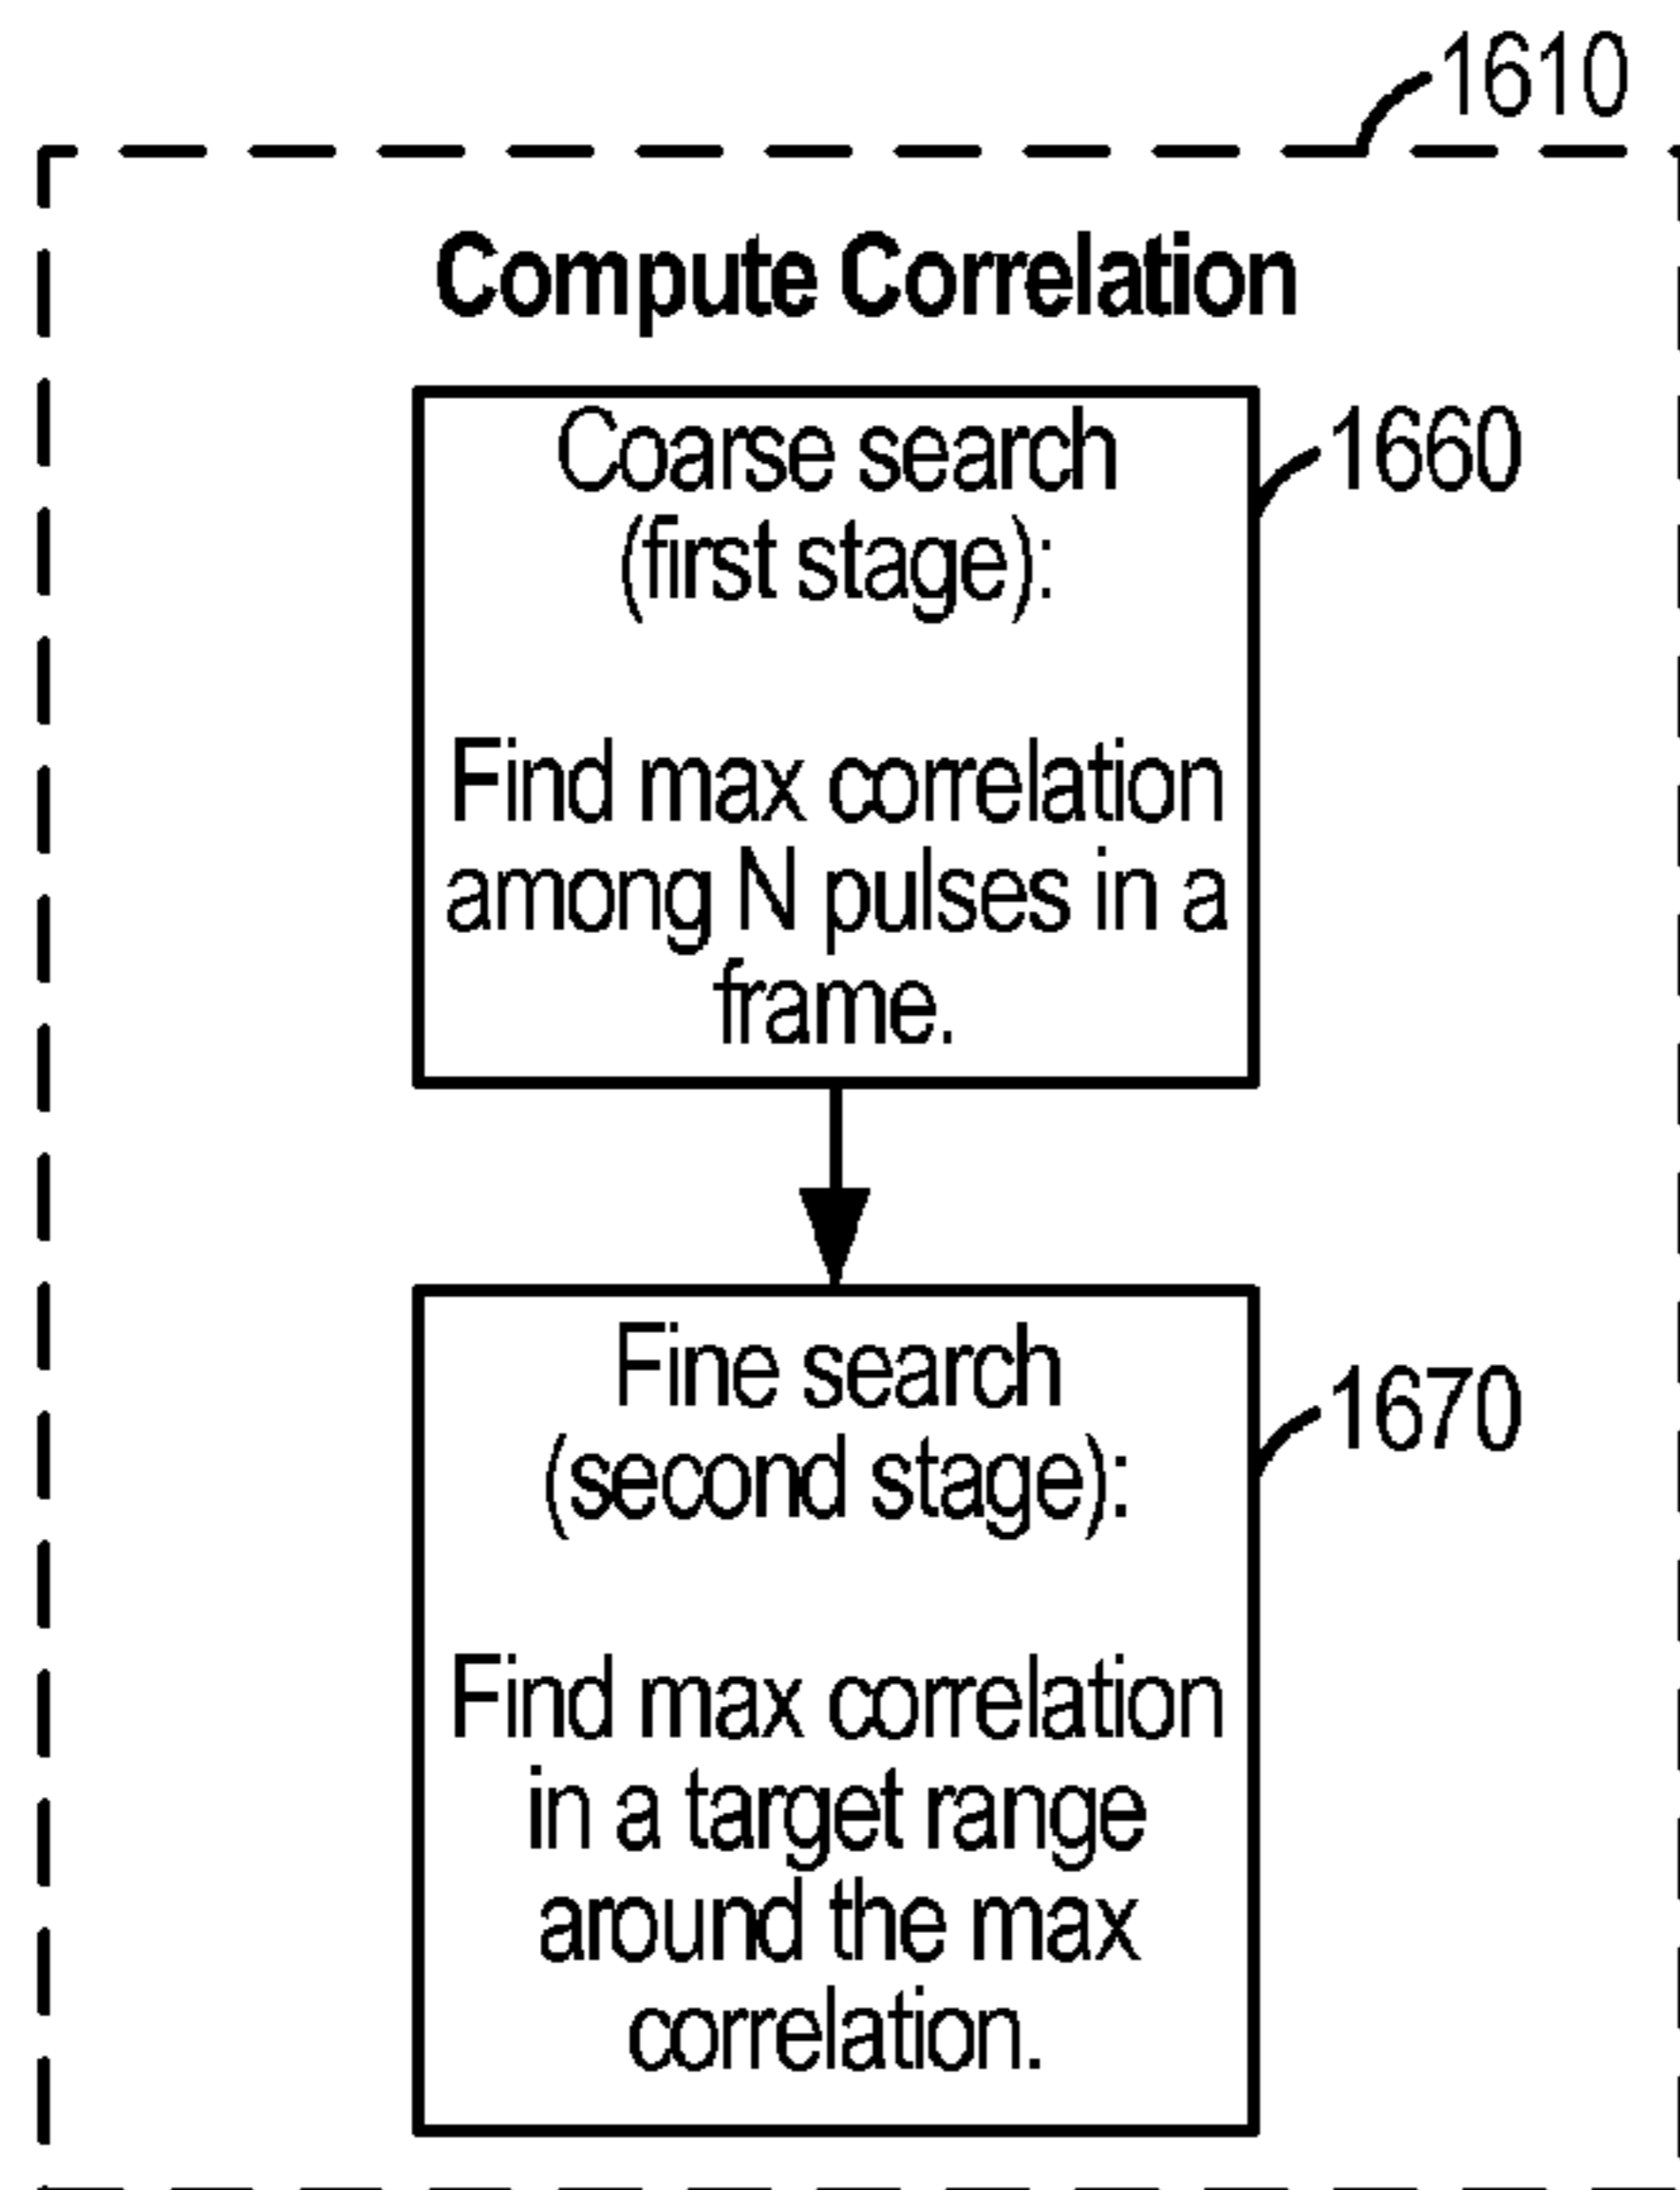 1610
Compute Correlation
Coarse search
1660
(first stage):
Find max correlation
among N pulses in a
frame.
Fine search
1670
(second stage):
Find max correlation
in a target range
around the max
correlation.